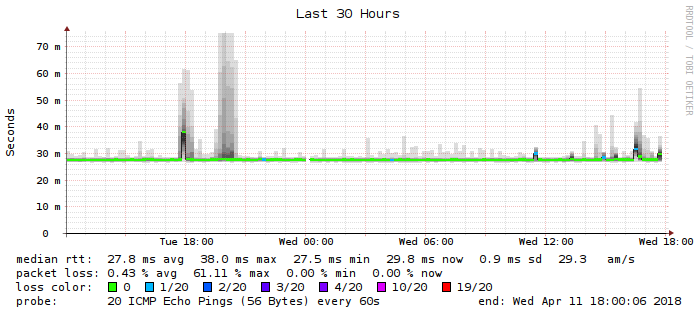 Last 30 Hours
RRDTOOL / TOBI OETIKER
Seconds
70 m
60 m
50 m
40 m
30 m
20 m
10 m
0
Tue 18:00 Wed 00:00 Wed 06:00 Wed 12:00 Wed 18:00
median rtt: 27.8 ms avg 38.0 ms max 27.5 ms min 29.8 ms now 0.9 ms sd 29.3 am/s
packet loss: 0.43 % avg 61.11 % max 0.00 % min 0.00 % now
loss color: 0 1/20 2/20 3/20 4/20 10/20 19/20
probe: 20 ICMP Echo Pings (56 Bytes) every 60s end: Wed Apr 11 18:00:06 2018